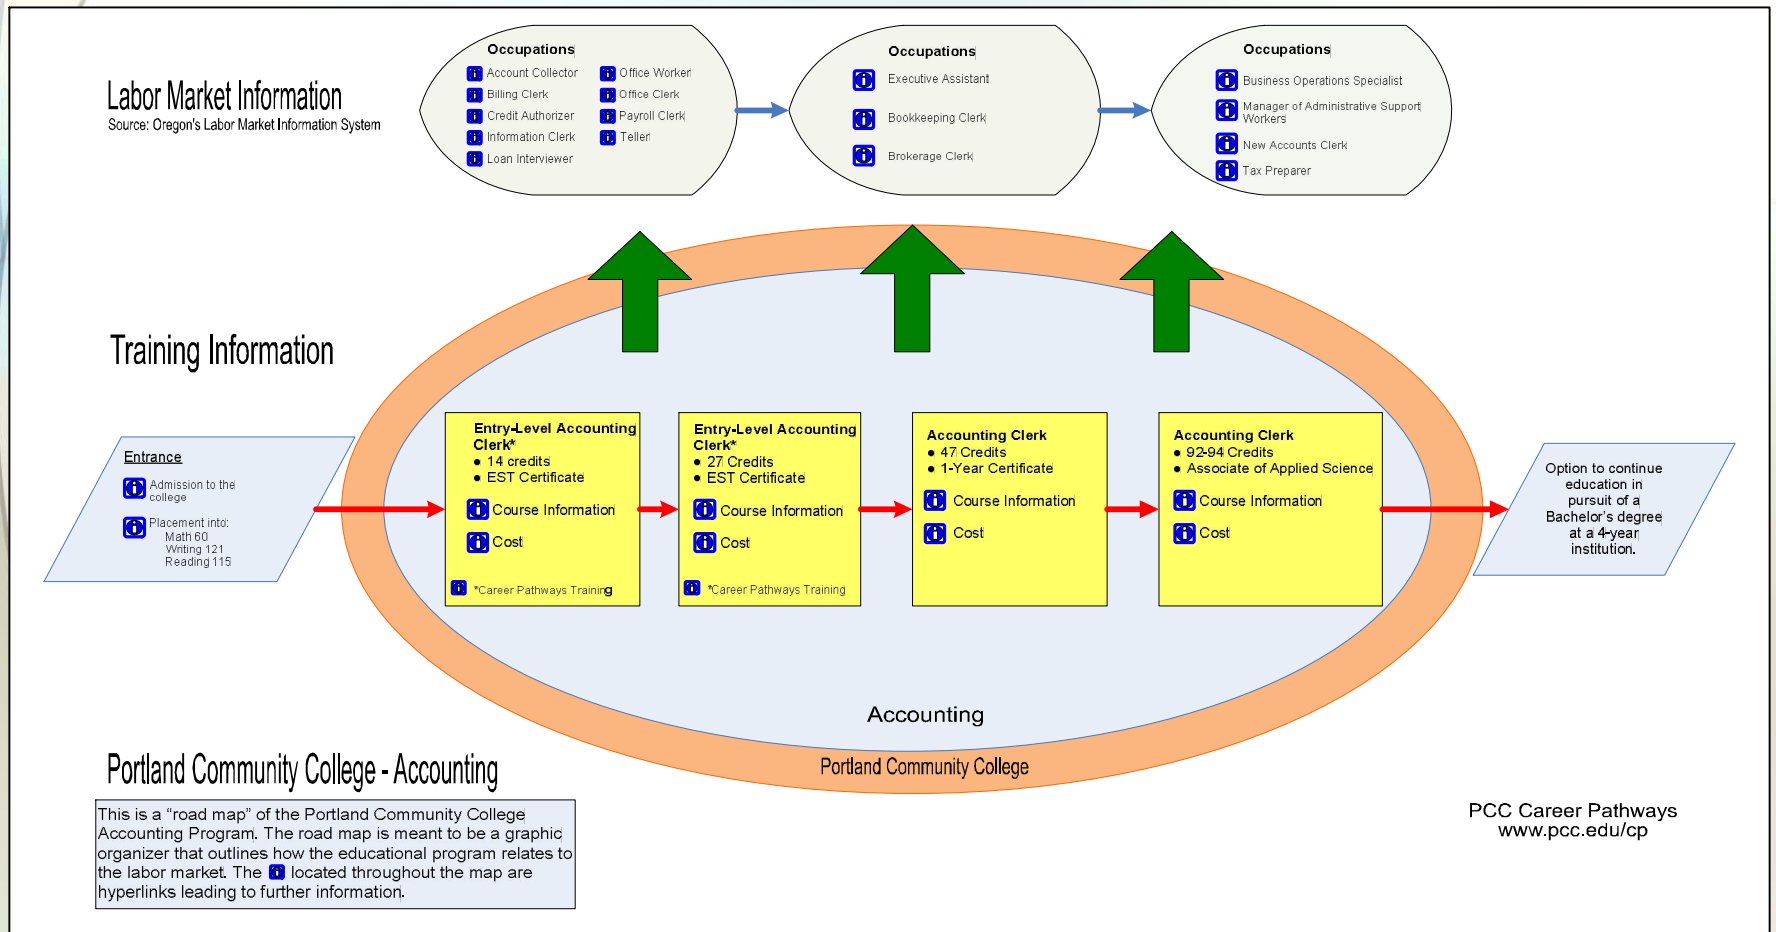 Labor Market Information
Source: Oregon's Labor Market Information System
Occupations
Account Collector
Billing Clerk
Credit Authorizer
Information Clerk
Loan Interviewer
Office Worker
Office Clerk
Payroll Clerk
Teller
Occupations
Executive Assistant
Bookkeeping Clerk
Brokerage Clerk
Occupations
Business Operations Specialist
Manager of Administrative Support
Workers
New Accounts Clerk
Tax Preparer
Training Information
Entrance
Admission to the
college
Placement into:
Math 60
Writing 121
Reading 115
Entry-Level Accounting
Clerk*
• 14 credits
• EST Certificate
Course Information
Cost
*Career Pathways Training
Entry-Level Accounting
Clerk*
• 27 Credits
• EST Certificate
Course Information
Cost
*Career Pathways Training
Accounting Clerk
• 47 Credits
• 1-Year Certificate
Course Information
Cost
Accounting Clerk
• 92-94 Credits
• Associate of Applied Science
Course Information
Cost
Option to continue
education in
pursuit of a
Bachelor's degree
at a 4-year
institution.
Accounting
Portland Community College
Portland Community College - Accounting
This is a “road map” of the Portland Community College
Accounting Program. The road map is meant to be a graphic
organizer that outlines how the educational program relates to
the labor market. The i located throughout the map are
hyperlinks leading to further information.
PCC Career Pathways
www.pcc.edu/cp